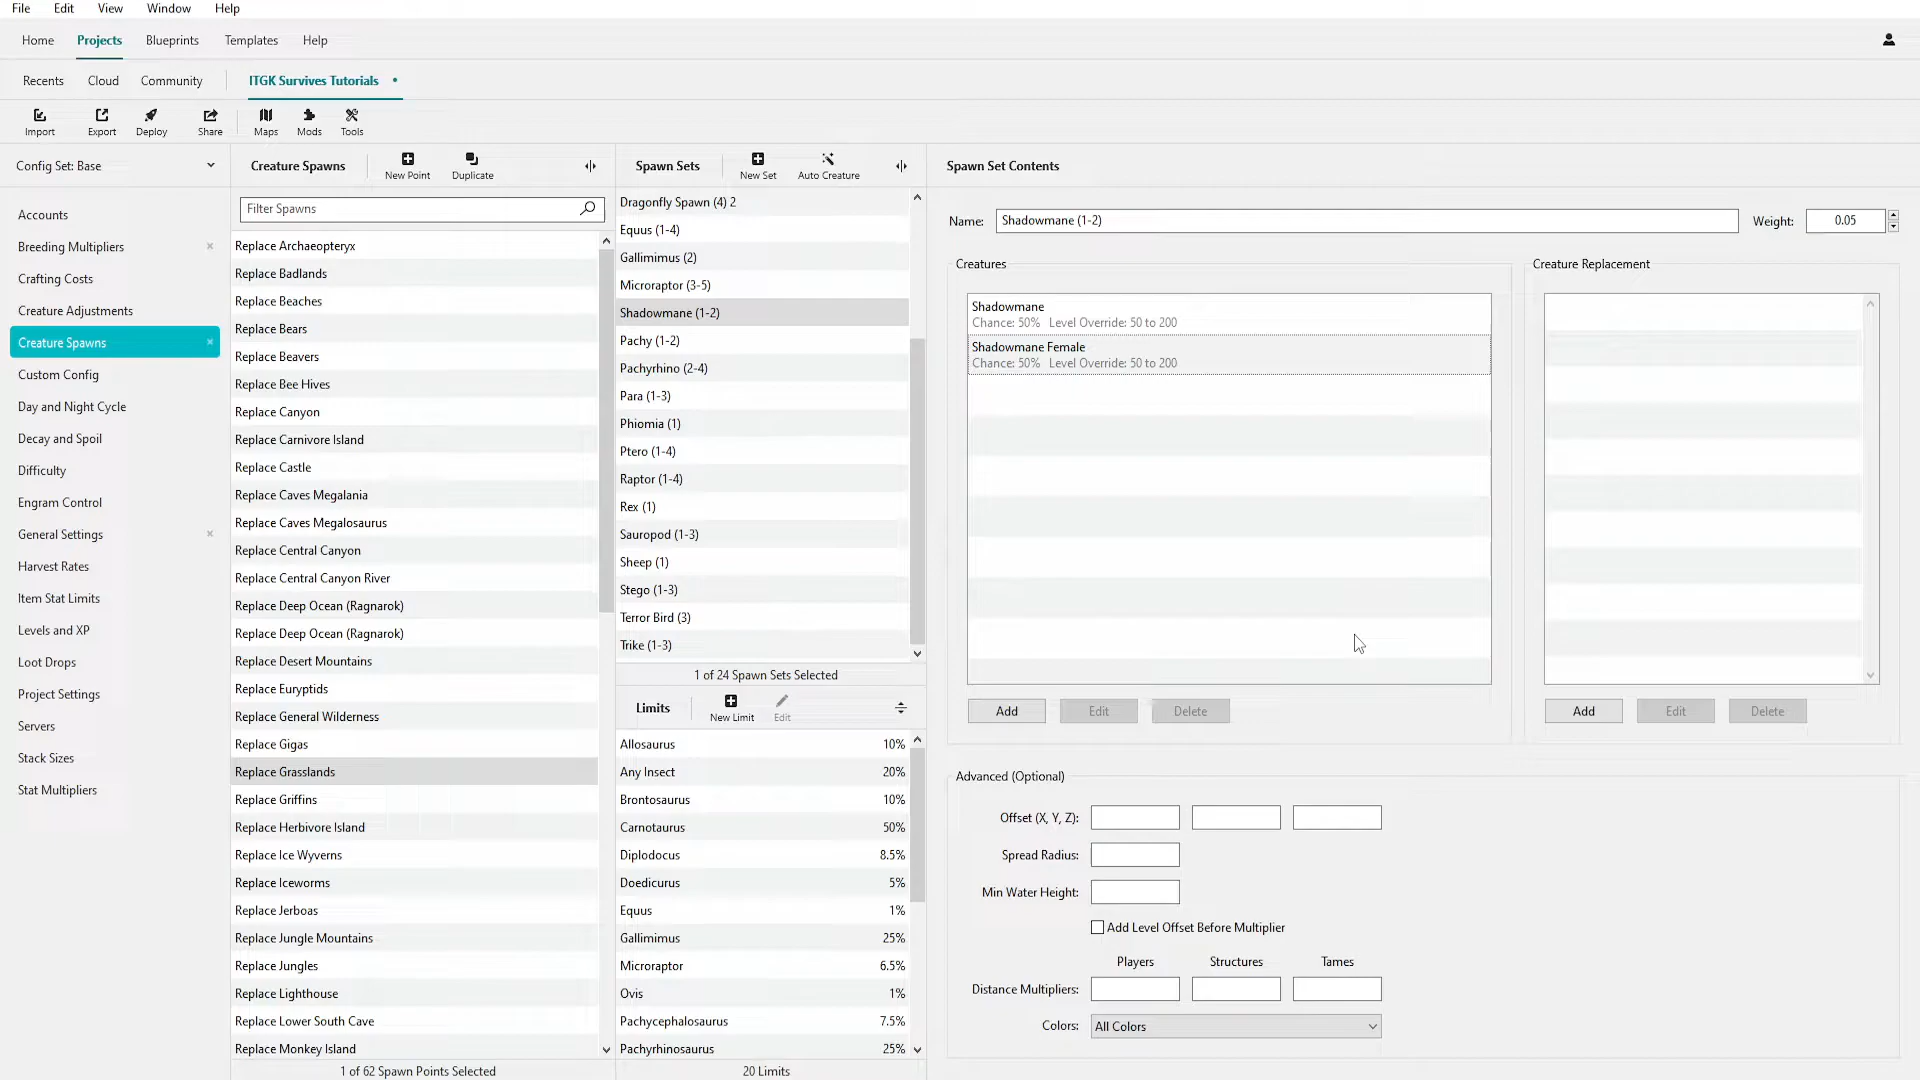 File Edit View Window Help
Home Projects Blueprints Templates Help
Recents Cloud Community ITGK Survives Tutorials •
Import Export Deploy Share Maps Mods Tools
Config Set: Base
Accounts
Breeding Multipliers
Crafting Costs
Creature Adjustments
Creature Spawns
Custom Config
Day and Night Cycle
Decay and Spoil
Difficulty
Engram Control
General Settings
Harvest Rates
Item Stat Limits
Levels and XP
Loot Drops
Project Settings
Servers
Stack Sizes
Stat Multipliers
Creature Spawns New Point Duplicate
Filter Spawns
Replace Archaeopteryx
Replace Badlands
Replace Beaches
Replace Bears
Replace Beavers
Replace Bee Hives
Replace Canyon
Replace Carnivore Island
Replace Castle
Replace Caves Megalania
Replace Caves Megalosaurus
Replace Central Canyon
Replace Central Canyon River
Replace Deep Ocean (Ragnarok)
Replace Deep Ocean (Ragnarok)
Replace Desert Mountains
Replace Euryptids
Replace General Wilderness
Replace Gigas
Replace Grasslands
Replace Griffins
Replace Herbivore Island
Replace Ice Wyverns
Replace Iceworms
Replace Jerboas
Replace Jungle Mountains
Replace Jungles
Replace Lighthouse
Replace Lower South Cave
Replace Monkey Island
1 of 62 Spawn Points Selected
Spawn Sets New Set Auto Creature
Dragonfly Spawn (4) 2
Equus (1-4)
Gallimimus (2)
Microraptor (3-5)
Shadowmane (1-2)
Pachy (1-2)
Pachyrhino (2-4)
Para (1-3)
Phiomia (1)
Ptero (1-4)
Raptor (1-4)
Rex (1)
Sauropod (1-3)
Sheep (1)
Stego (1-3)
Terror Bird (3)
Trike (1-3)
1 of 24 Spawn Sets Selected
Limits New Limit Edit
Allosaurus 10%
Any Insect 20%
Brontosaurus 10%
Carnotaurus 50%
Diplodocus 8.5%
Doedicurus 5%
Equus 1%
Gallimimus 25%
Microraptor 6.5%
Ovis 1%
Pachycephalosaurus 7.5%
Pachyrhinosaurus 25%
20 Limits
Spawn Set Contents
Name: Shadowmane (1-2) Weight: 0.05
Creatures
Shadowmane
Chance: 50% Level Override: 50 to 200
Shadowmane Female
Chance: 50% Level Override: 50 to 200
Add Edit Delete
Creature Replacement
Add Edit Delete
Advanced (Optional)
Offset (X, Y, Z):
Spread Radius:
Min Water Height:
Add Level Offset Before Multiplier
Players Structures Tames
Distance Multipliers:
Colors: All Colors